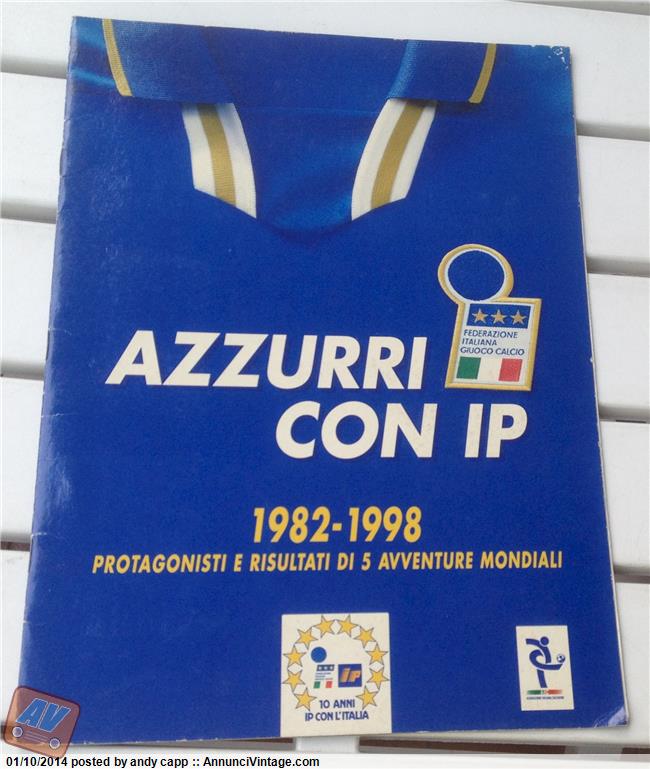 FEDERAZIONE
ITALIANA
GIUOCO CALCIO
AZZURRI
CON IP
1982-1998
PROTAGONISTI E RISULTATI DI 5 AVVENTURE MONDIALI
ip
10 ANNI
IP CON L'ITALIA
AV
01/10/2014 posted by andy capp :: AnnunciVintage.com